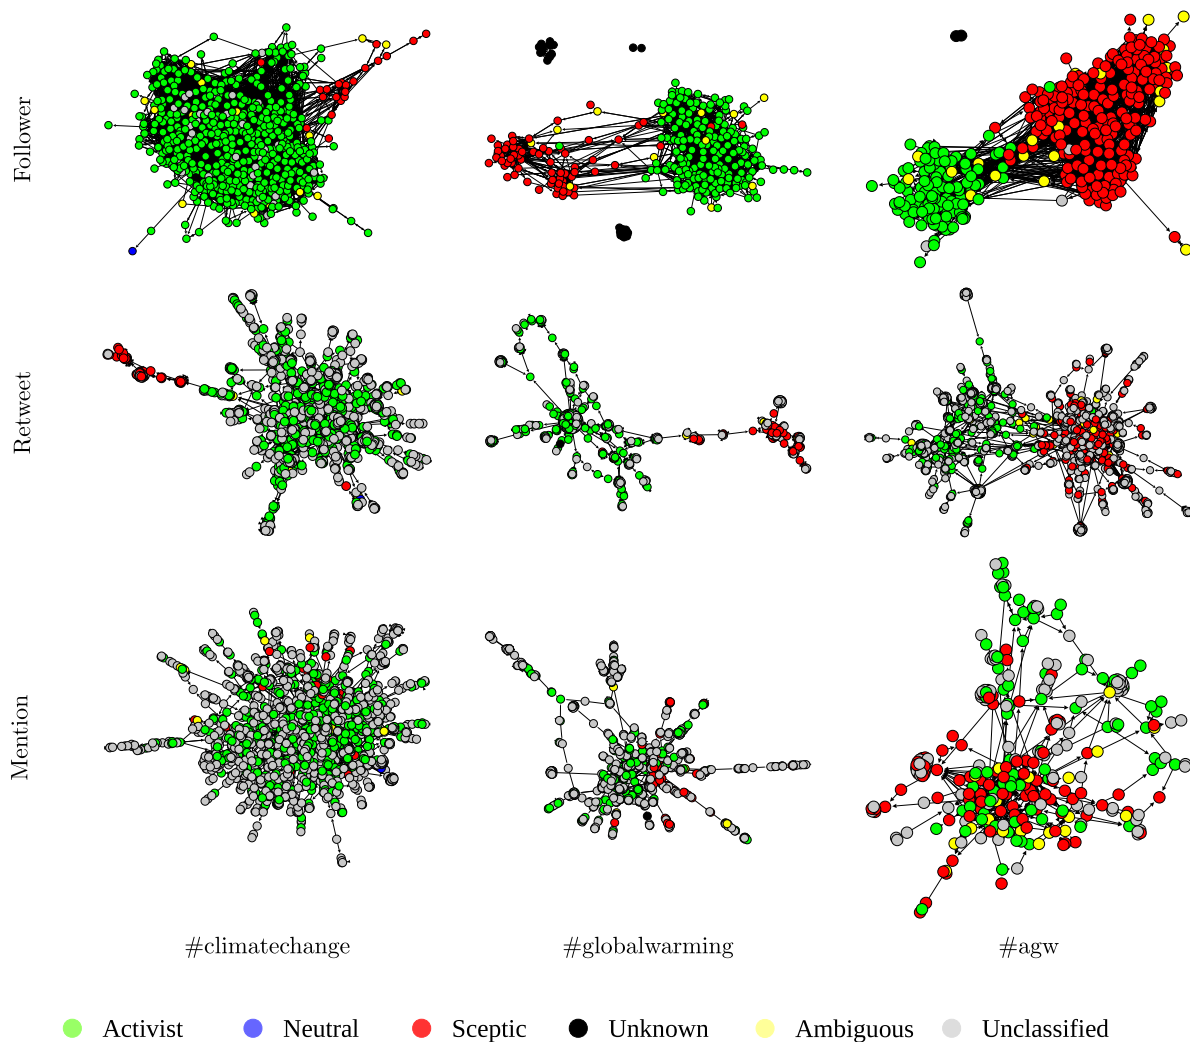 Follower
Retweet
Mention
#climatechange #globalwarming #agw
Activist Neutral Sceptic Unknown Ambiguous Unclassified